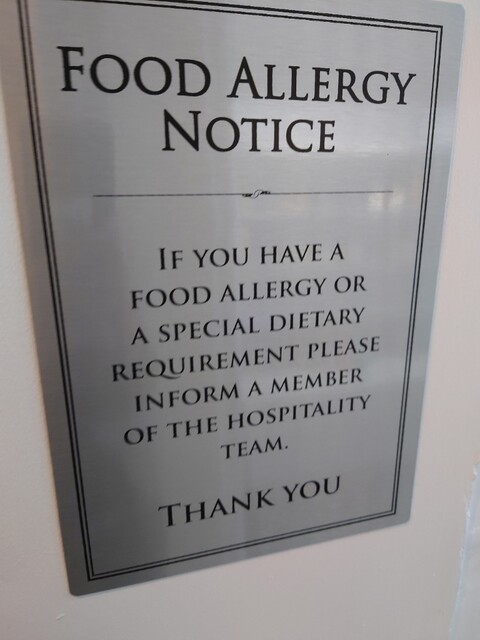 FOOD ALLERGY
NOTICE
IF YOU HAVE A
FOOD ALLERGY OR
A SPECIAL DIETARY
REQUIREMENT PLEASE
INFORM A MEMBER
OF THE HOSPITALITY
TEAM.
THANK YOU